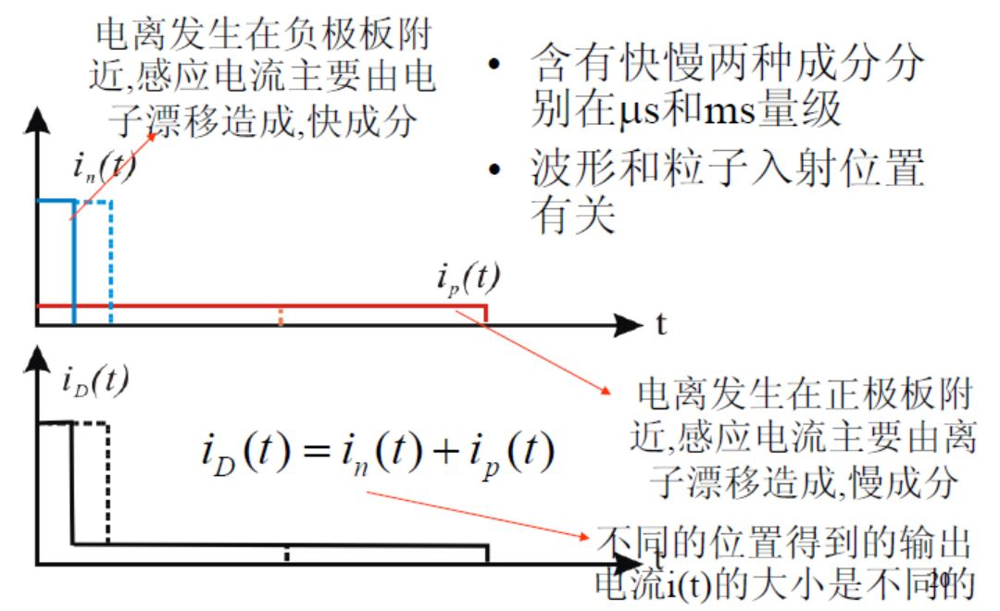 电离发生在负极板附
近,感应电流主要由电
子漂移造成,快成分
• 含有快慢两种成分分
别在μs和ms量级
• 波形和粒子入射位置
有关
i_n(t)
i_p(t)
t
i_D(t)
i_D(t) = i_n(t) + i_p(t)
电离发生在正极板附
近,感应电流主要由离
子漂移造成,慢成分
不同的位置得到的输出
t
电流i(t)的大小是不同的
20